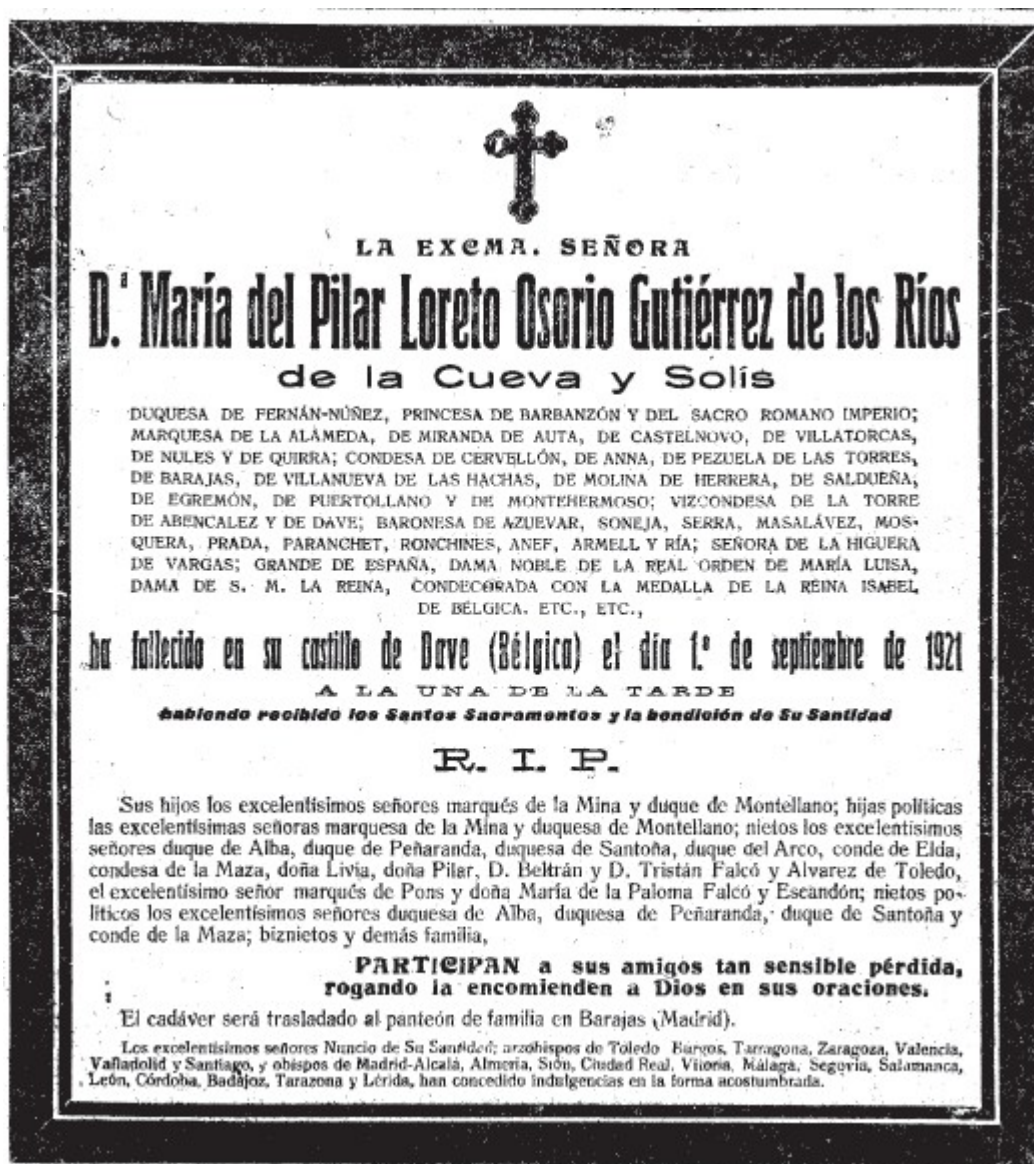 LA EXCMA. SEÑORA
D.ª María del Pilar Loreto Osorio Gutiérrez de los Ríos
de la Cueva y Solís
DUQUESA DE FERNÁN-NÚÑEZ, PRINCESA DE BARBANZÓN Y DEL SACRO ROMANO IMPERIO;
MARQUESA DE LA ALAMEDA, DE MIRANDA DE AUTA, DE CASTELNOVO, DE VILLATORCAS,
DE NULES Y DE QUIRRA; CONDESA DE CERVELLÓN, DE ANNA, DE PEZUELA DE LAS TORRES,
DE BARAJAS, DE VILLANUEVA DE LAS HACHAS, DE MOLINA DE HERRERA, DE SALDUEÑA,
DE EGREMÓN, DE PUERTOLLANO Y DE MONTEHERMOSO; VIZCONDESA DE LA TORRE
DE ABENCALEZ Y DE DAVE; BARONESA DE AZUEVAR, SONEJA, SERRA, MASALÁVEZ, MOS-
QUERA, PRADA, PARANCHET, RONCHINES, ANEF, ARMELL Y RÍA; SEÑORA DE LA HIGUERA
DE VARGAS; GRANDE DE ESPAÑA, DAMA NOBLE DE LA REAL ORDEN DE MARÍA LUISA,
DAMA DE S. M. LA REINA, CONDECORADA CON LA MEDALLA DE LA REINA ISABEL
DE BÉLGICA. ETC., ETC.,
ha fallecido en su castillo de Dave (Bélgica) el día 1.º de septiembre de 1921
A LA UNA DE LA TARDE
habiendo recibido los Santos Sacramentos y la bendición de Su Santidad
R. I. P.
Sus hijos los excelentísimos señores marqués de la Mina y duque de Montellano; hijas políticas
las excelentísimas señoras marquesa de la Mina y duquesa de Montellano; nietos los excelentísimos
señores duque de Alba, duque de Peñaranda, duquesa de Santoña, duque del Arco, conde de Elda,
condesa de la Maza, doña Livia, doña Pilar, D. Beltrán y D. Tristán Falcó y Alvarez de Toledo,
el excelentísimo señor marqués de Pons y doña María de la Paloma Falcó y Escandón; nietos po-
líticos los excelentísimos señores duquesa de Alba, duquesa de Peñaranda, duque de Santoña y
conde de la Maza; biznietos y demás familia,
PARTICIPAN a sus amigos tan sensible pérdida,
rogando la encomienden a Dios en sus oraciones.
El cadáver será trasladado al panteón de familia en Barajas (Madrid).
Los excelentísimos señores Nuncio de Su Santidad; arzobispos de Toledo Burgos, Tarragona, Zaragoza, Valencia,
Valladolid y Santiago, y obispos de Madrid-Alcalá, Almería, Sión, Ciudad Real, Vitoria, Málaga, Segovia, Salamanca,
León, Córdoba, Badajoz, Tarazona y Lérida, han concedido indulgencias en la forma acostumbrada.